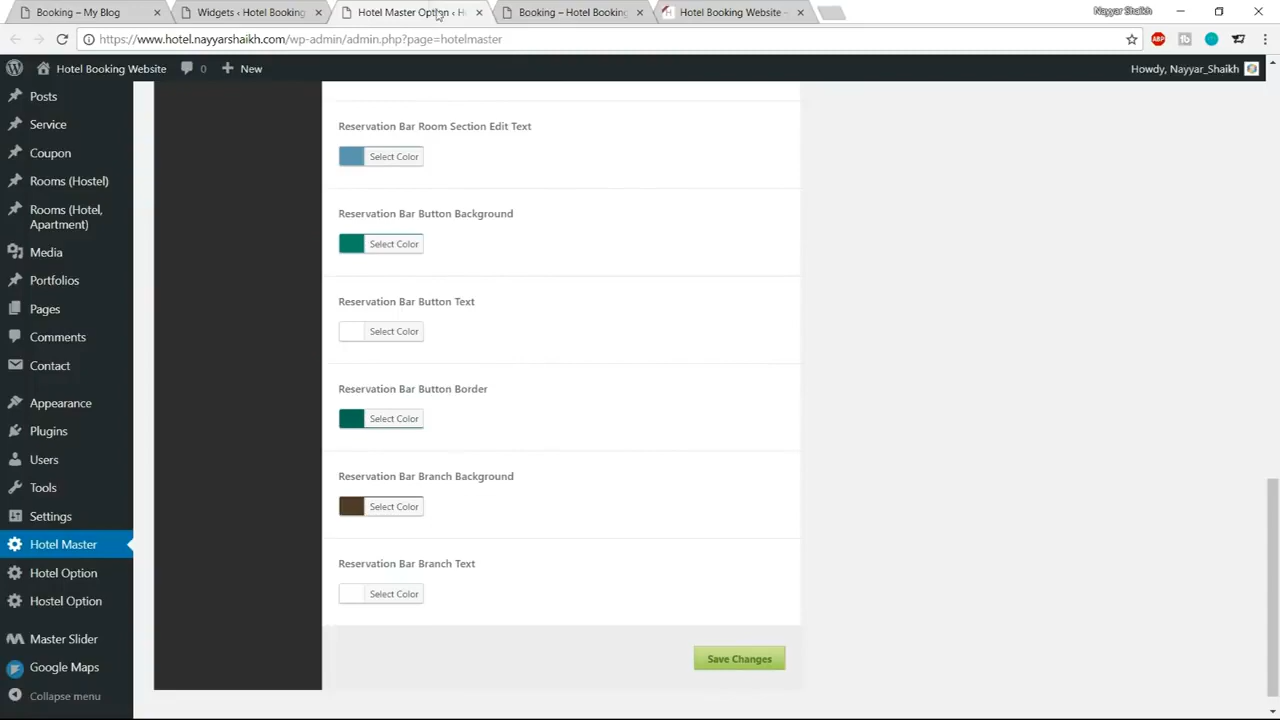 Booking – My Blog
Widgets ‹ Hotel Booking
Hotel Master Option ‹ H
Booking – Hotel Booking
Hotel Booking Website –
Nayyar Shaikh
https://www.hotel.nayyarshaikh.com/wp-admin/admin.php?page=hotelmaster
ABP
Hotel Booking Website
0
New
Howdy, Nayyar_Shaikh
Posts
Service
Coupon
Rooms (Hostel)
Rooms (Hotel,
Apartment)
Media
Portfolios
Pages
Comments
Contact
Appearance
Plugins
Users
Tools
Settings
Hotel Master
Hotel Option
Hostel Option
Master Slider
Google Maps
Collapse menu
Reservation Bar Room Section Edit Text
Select Color
Reservation Bar Button Background
Select Color
Reservation Bar Button Text
Select Color
Reservation Bar Button Border
Select Color
Reservation Bar Branch Background
Select Color
Reservation Bar Branch Text
Select Color
Save Changes